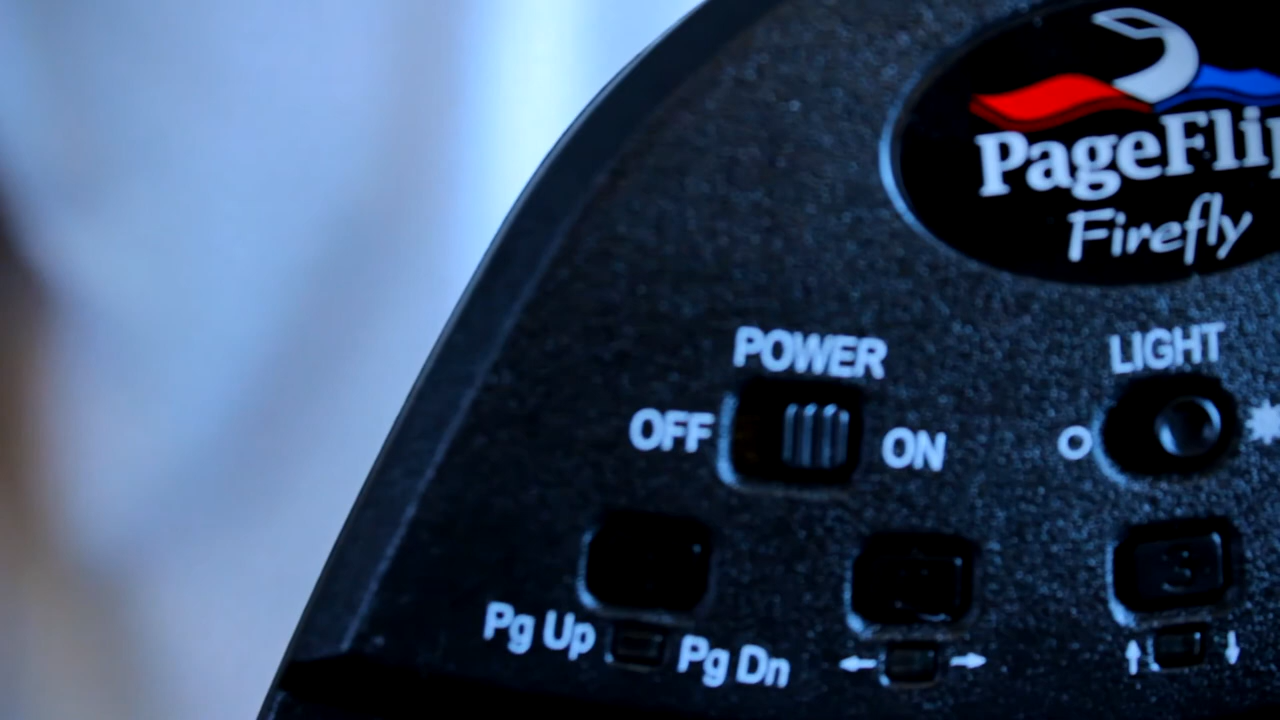 PageFlip
Firefly
POWER
LIGHT
OFF
ON
Pg Up
Pg Dn